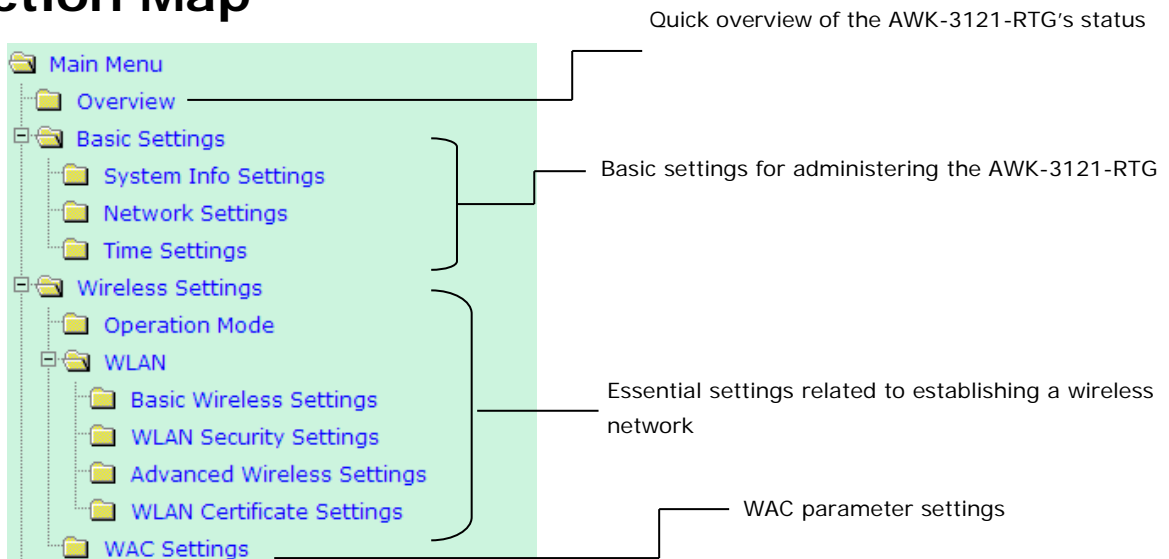 ction Map
Quick overview of the AWK-3121-RTG's status
Main Menu
Overview
Basic Settings
System Info Settings
Basic settings for administering the AWK-3121-RTG
Network Settings
Time Settings
Wireless Settings
Operation Mode
WLAN
Basic Wireless Settings
Essential settings related to establishing a wireless
network
WLAN Security Settings
Advanced Wireless Settings
WLAN Certificate Settings
WAC parameter settings
WAC Settings